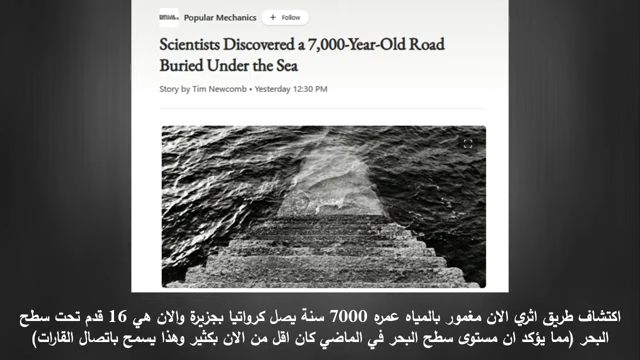 Popular Mechanics
+ Follow
Scientists Discovered a 7,000-Year-Old Road
Buried Under the Sea
Story by Tim Newcomb • Yesterday 12:30 PM
اكتشاف طريق اثري الان مغمور بالمياه عمره 7000 سنة يصل كرواتيا بجزيرة والان هي 16 قدم تحت سطح
البحر (مما يؤكد ان مستوى سطح البحر في الماضي كان اقل من الان بكثير وهذا يسمح باتصال القارات)